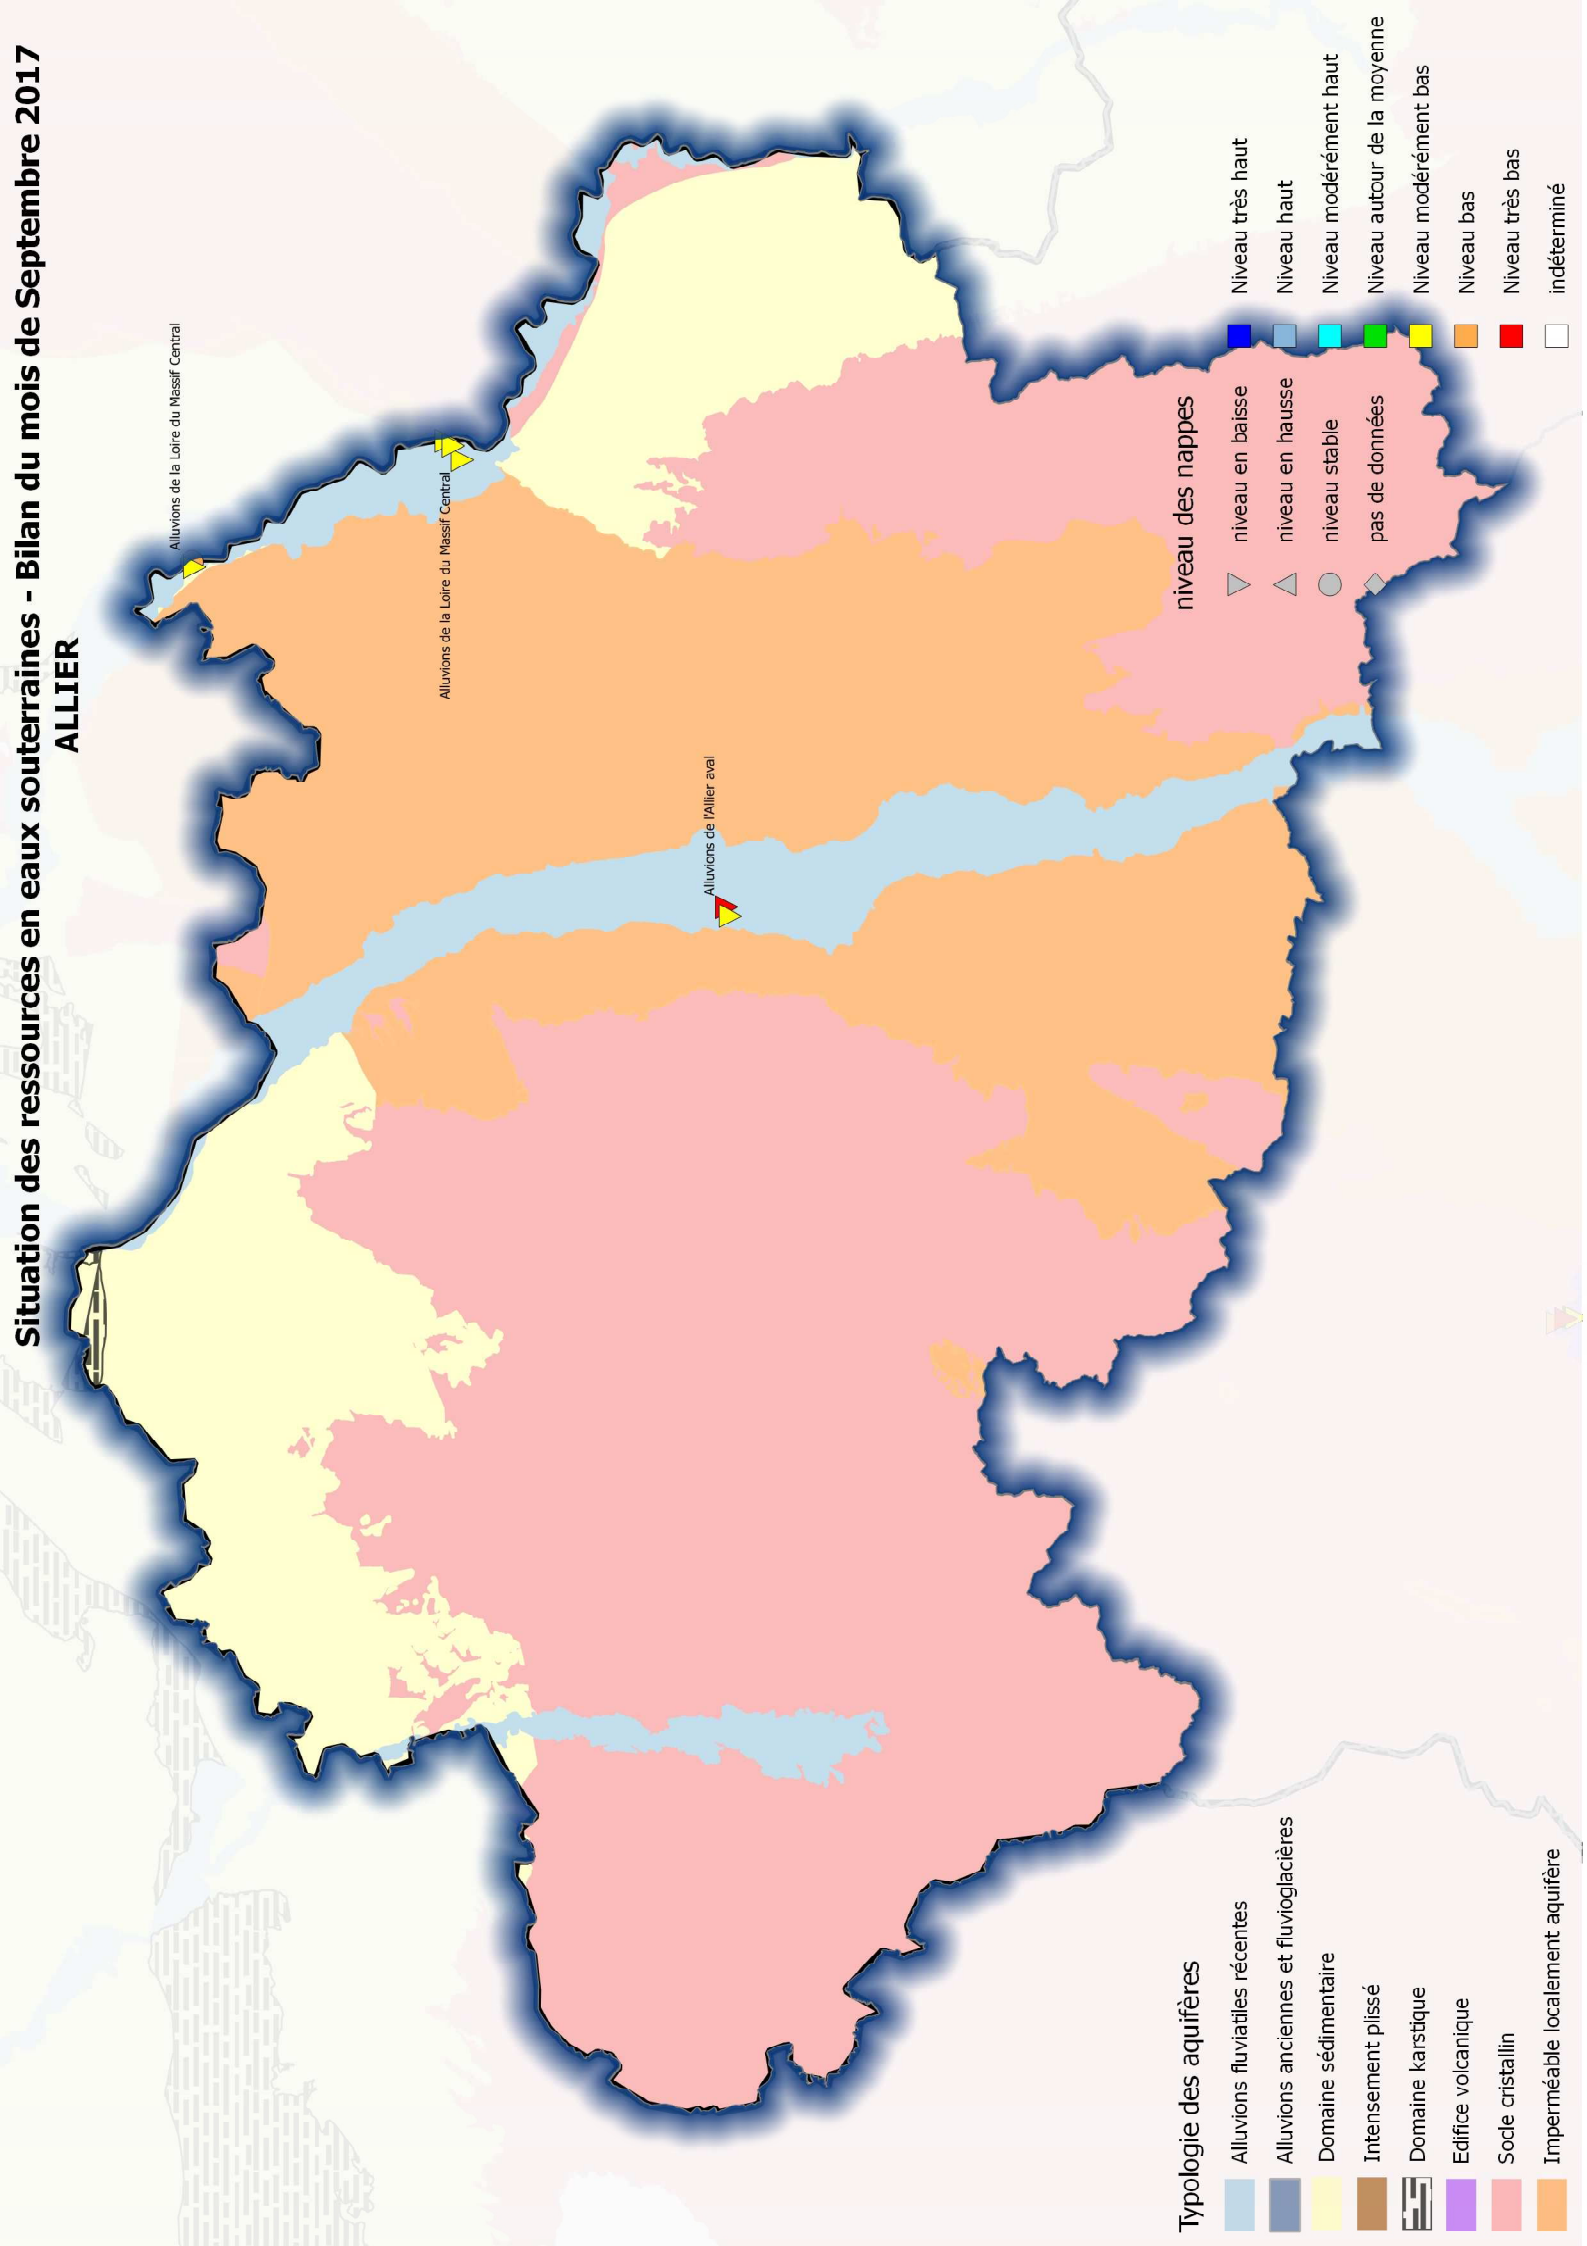 Situation des ressources en eaux souterraines - Bilan du mois de Septembre 2017
ALLIER
Alluvions de la Loire du Massif Central
Alluvions de la Loire du Massif Central
Alluvions de l'Allier aval
Typologie des aquifères
Alluvions fluviatiles récentes
Alluvions anciennes et fluvioglacières
Domaine sédimentaire
Intensement plissé
Domaine karstique
Edifice volcanique
Socle cristallin
Imperméable localement aquifère
niveau des nappes
niveau en baisse
niveau en hausse
niveau stable
pas de données
Niveau très haut
Niveau haut
Niveau modérément haut
Niveau autour de la moyenne
Niveau modérément bas
Niveau bas
Niveau très bas
indéterminé